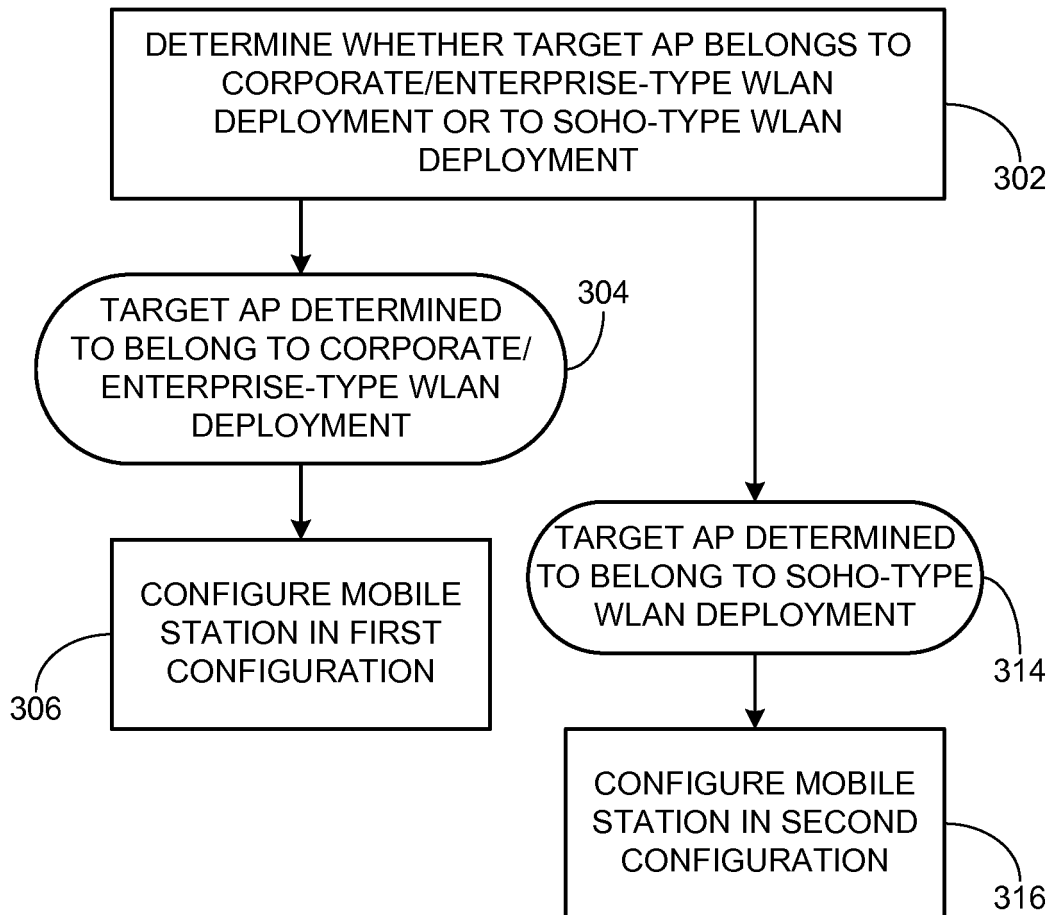 DETERMINE WHETHER TARGET AP BELONGS TO
CORPORATE/ENTERPRISE-TYPE WLAN
DEPLOYMENT OR TO SOHO-TYPE WLAN
DEPLOYMENT
302
304
TARGET AP DETERMINED
TO BELONG TO CORPORATE/
ENTERPRISE-TYPE WLAN
DEPLOYMENT
CONFIGURE MOBILE
STATION IN FIRST
CONFIGURATION
306
TARGET AP DETERMINED
TO BELONG TO SOHO-TYPE
WLAN DEPLOYMENT
314
CONFIGURE MOBILE
STATION IN SECOND
CONFIGURATION
316